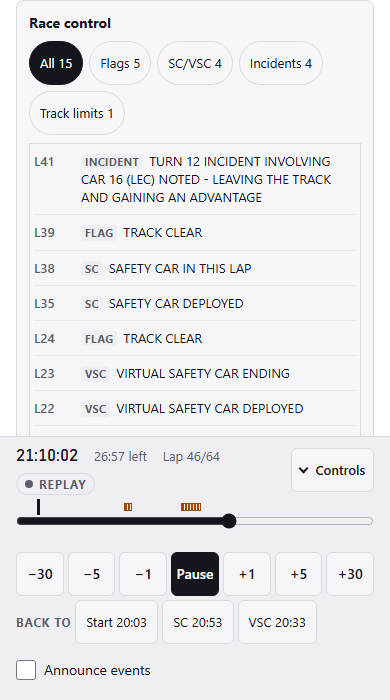 Race control
All 15 Flags 5 SC/VSC 4 Incidents 4
Track limits 1
L41 INCIDENT TURN 12 INCIDENT INVOLVING
CAR 16 (LEC) NOTED - LEAVING THE TRACK
AND GAINING AN ADVANTAGE
L39 FLAG TRACK CLEAR
L38 SC SAFETY CAR IN THIS LAP
L35 SC SAFETY CAR DEPLOYED
L24 FLAG TRACK CLEAR
L23 VSC VIRTUAL SAFETY CAR ENDING
L22 VSC VIRTUAL SAFETY CAR DEPLOYED
21:10:02 26:57 left Lap 46/64
Controls
REPLAY
−30 −5 −1 Pause +1 +5 +30
BACK TO Start 20:03 SC 20:53 VSC 20:33
Announce events